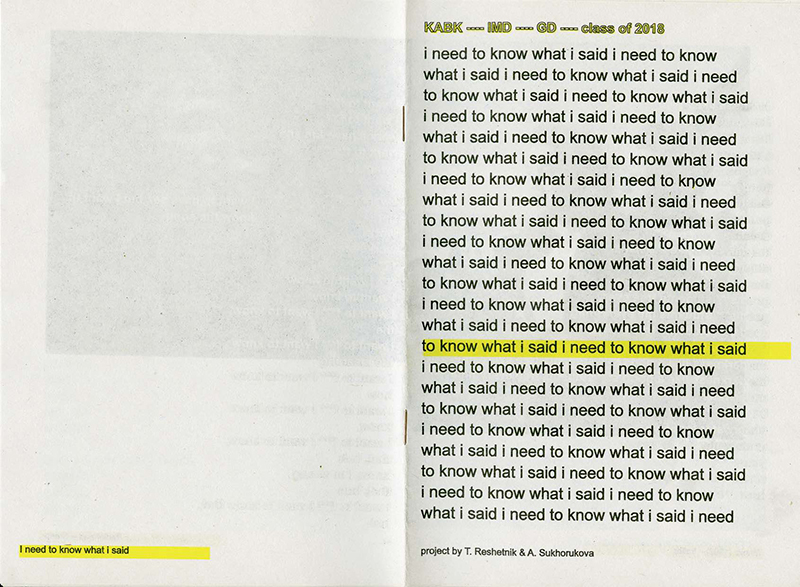 I need to know what i said
KABK ---- IMD ---- GD ---- class of 2018
i need to know what i said i need to know
what i said i need to know what i said i need
to know what i said i need to know what i said
i need to know what i said i need to know
what i said i need to know what i said i need
to know what i said i need to know what i said
i need to know what i said i need to know
what i said i need to know what i said i need
to know what i said i need to know what i said
i need to know what i said i need to know
what i said i need to know what i said i need
to know what i said i need to know what i said
i need to know what i said i need to know
what i said i need to know what i said i need
to know what i said i need to know what i said
i need to know what i said i need to know
what i said i need to know what i said i need
to know what i said i need to know what i said
i need to know what i said i need to know
what i said i need to know what i said i need
to know what i said i need to know what i said
i need to know what i said i need to know
what i said i need to know what i said i need
project by T. Reshetnik & A. Sukhorukova